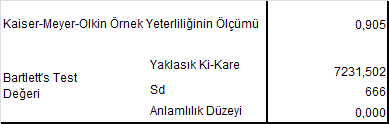 Kaiser-Meyer-Olkin Örnek Yeterliliğinin Ölçümü 0,905
Bartlett's Test Değeri
Yaklasık Ki-Kare 7231,502
Sd 666
Anlamlılık Düzeyi 0,000